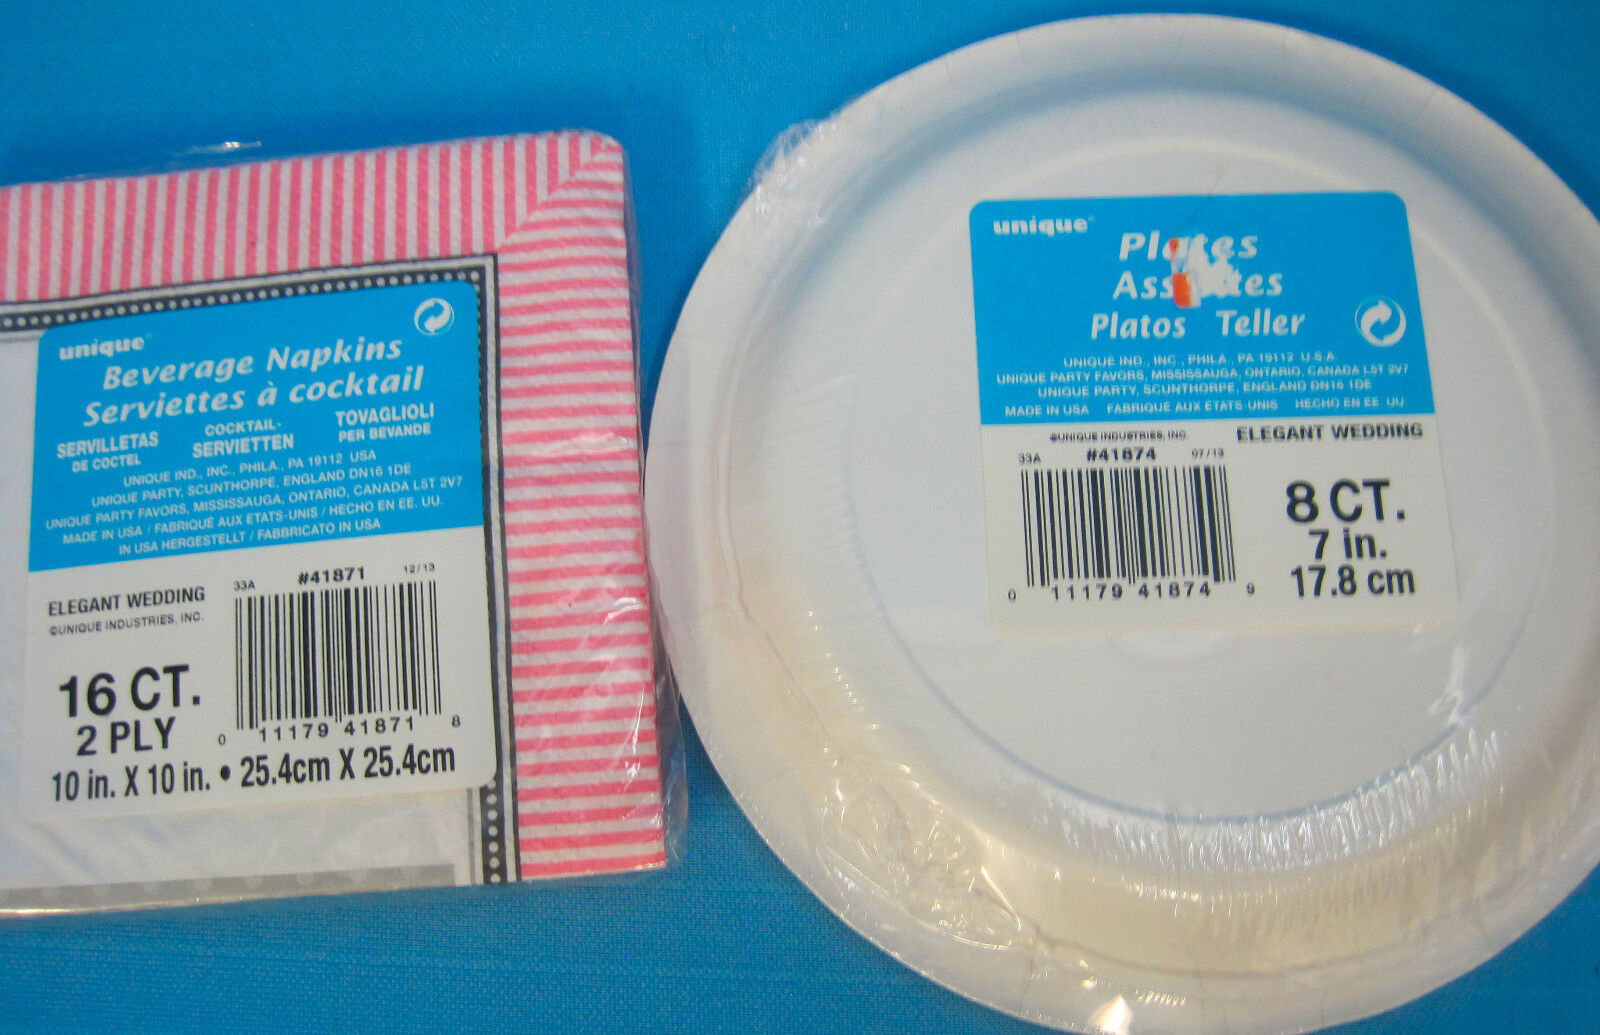 unique®
Beverage Napkins
Serviettes à cocktail
SERVILLETAS DE COCTEL
COCKTAIL-SERVIETTEN
TOVAGLIOLI PER BEVANDE
UNIQUE IND., INC., PHILA., PA 19112 USA
UNIQUE PARTY, SCUNTHORPE, ENGLAND DN16 1DE
UNIQUE PARTY FAVORS, MISSISSAUGA, ONTARIO, CANADA L5T 2V7
MADE IN USA / FABRIQUÉ AUX ETATS-UNIS / HECHO EN EE. UU.
IN USA HERGESTELLT / FABBRICATO IN USA
ELEGANT WEDDING
©UNIQUE INDUSTRIES, INC.
33A #41871 12/13
0 11179 41871 8
16 CT.
2 PLY
10 in. X 10 in. • 25.4cm X 25.4cm
unique®
Plates
Platos Teller
UNIQUE IND., INC., PHILA., PA 19112 U.S.A.
UNIQUE PARTY FAVORS, MISSISSAUGA, ONTARIO, CANADA L5T 2V7
UNIQUE PARTY, SCUNTHORPE, ENGLAND DN16 1DE
MADE IN USA FABRIQUÉ AUX ETATS-UNIS HECHO EN EE. UU.
©UNIQUE INDUSTRIES, INC. ELEGANT WEDDING
33A #41874 07/13
0 11179 41874 9
8 CT.
7 in.
17.8 cm